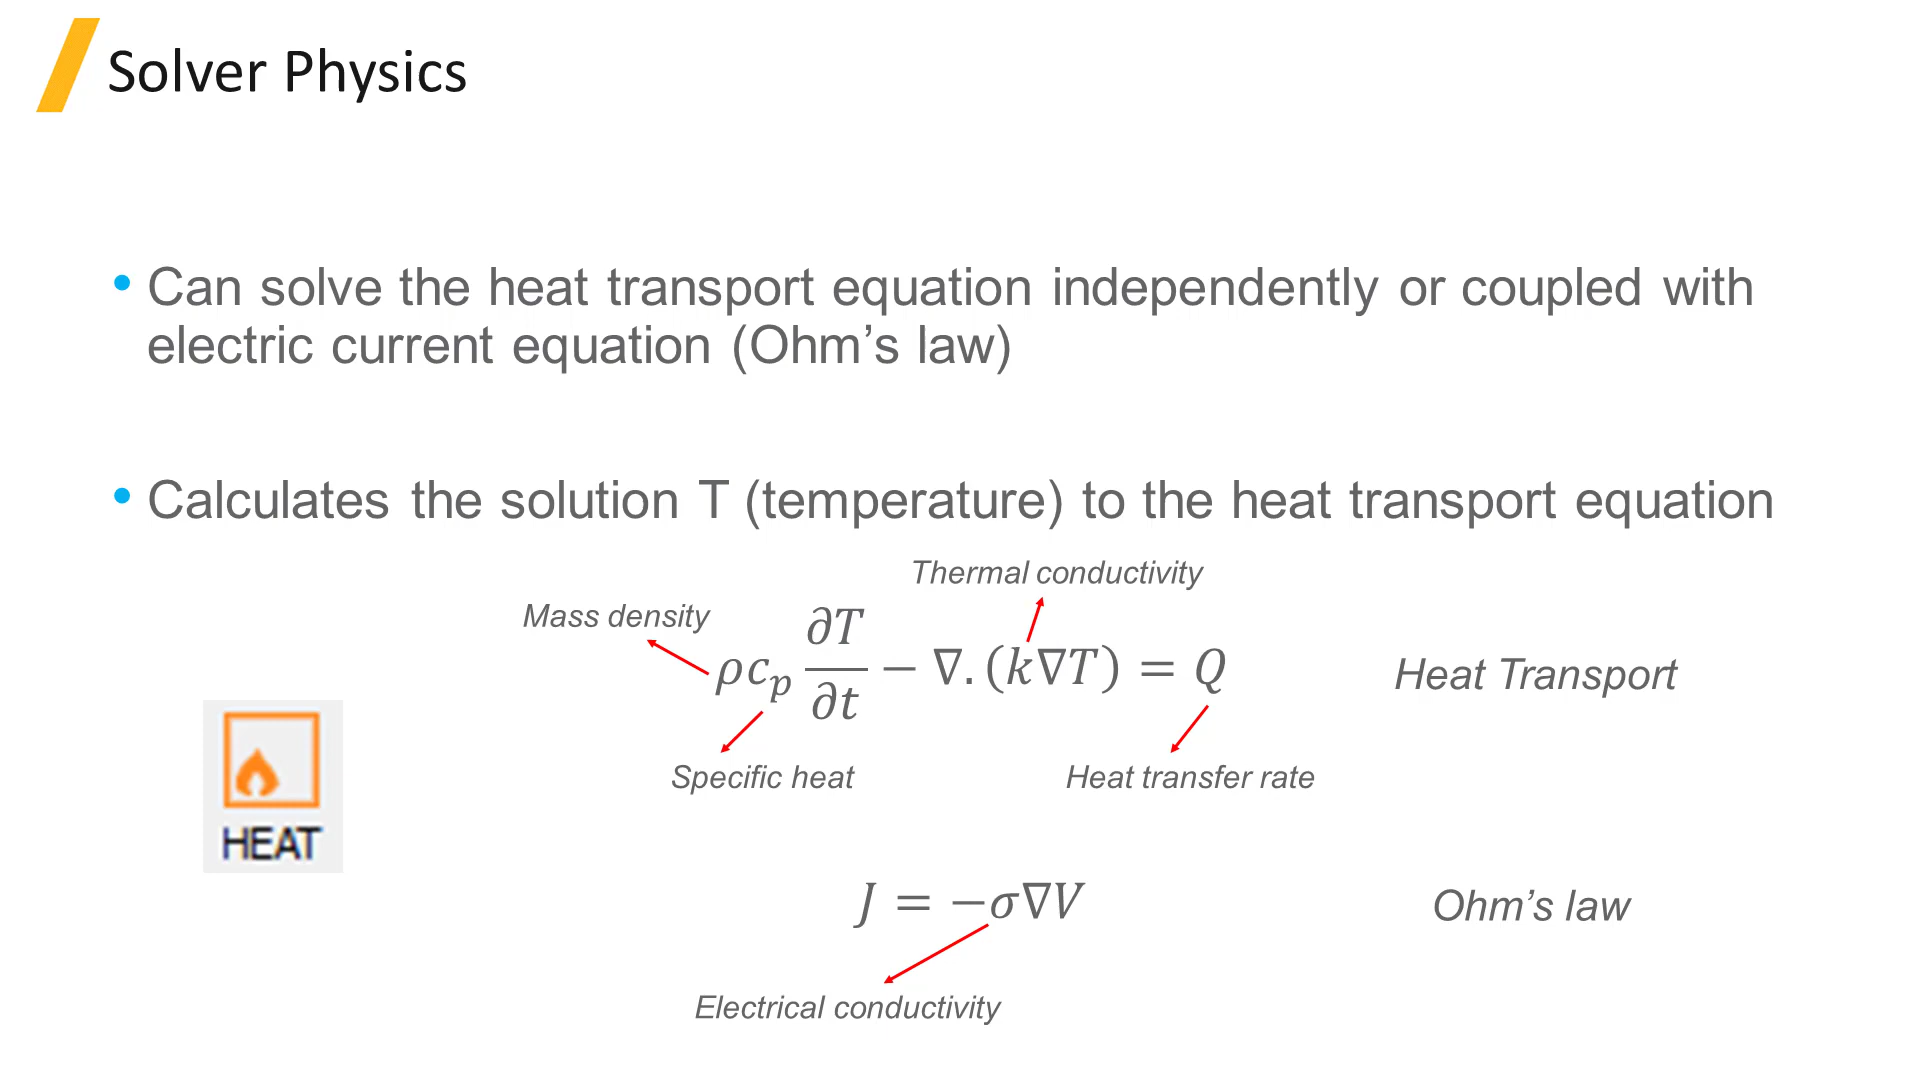 Solver Physics
• Can solve the heat transport equation independently or coupled with
electric current equation (Ohm’s law)
• Calculates the solution T (temperature) to the heat transport equation
Thermal conductivity
Mass density
ρc_p ∂T/∂t − ∇.(k∇T) = Q
Heat Transport
Specific heat
Heat transfer rate
HEAT
J = −σ∇V
Ohm’s law
Electrical conductivity